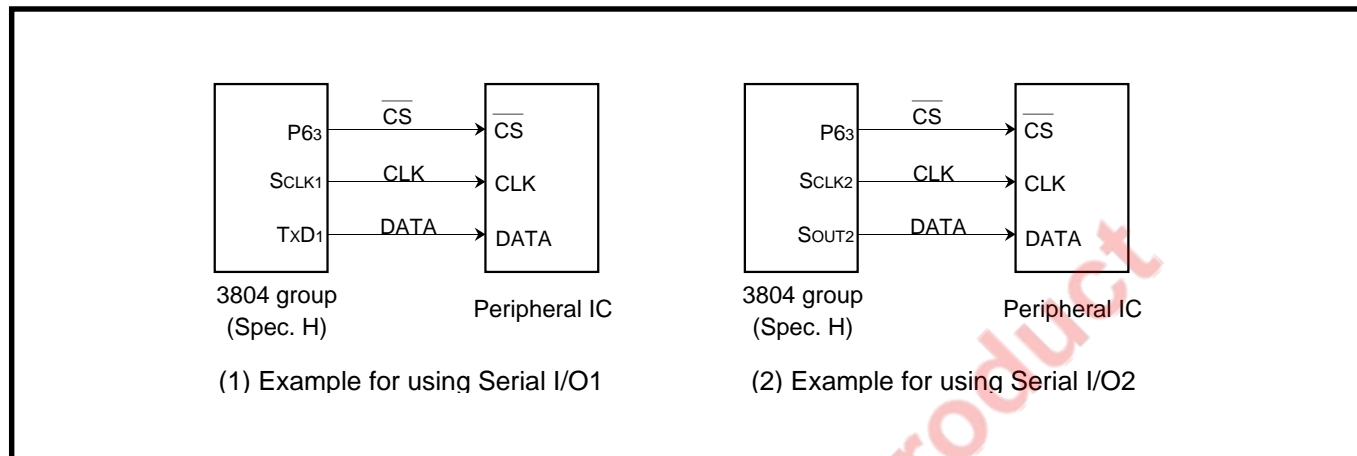 CS
P63
CS
SCLK1
CLK
CLK
TxD1
DATA
DATA
3804 group
(Spec. H)
Peripheral IC
(1) Example for using Serial I/O1
CS
P63
CS
SCLK2
CLK
CLK
SOUT2
DATA
DATA
3804 group
(Spec. H)
Peripheral IC
(2) Example for using Serial I/O2